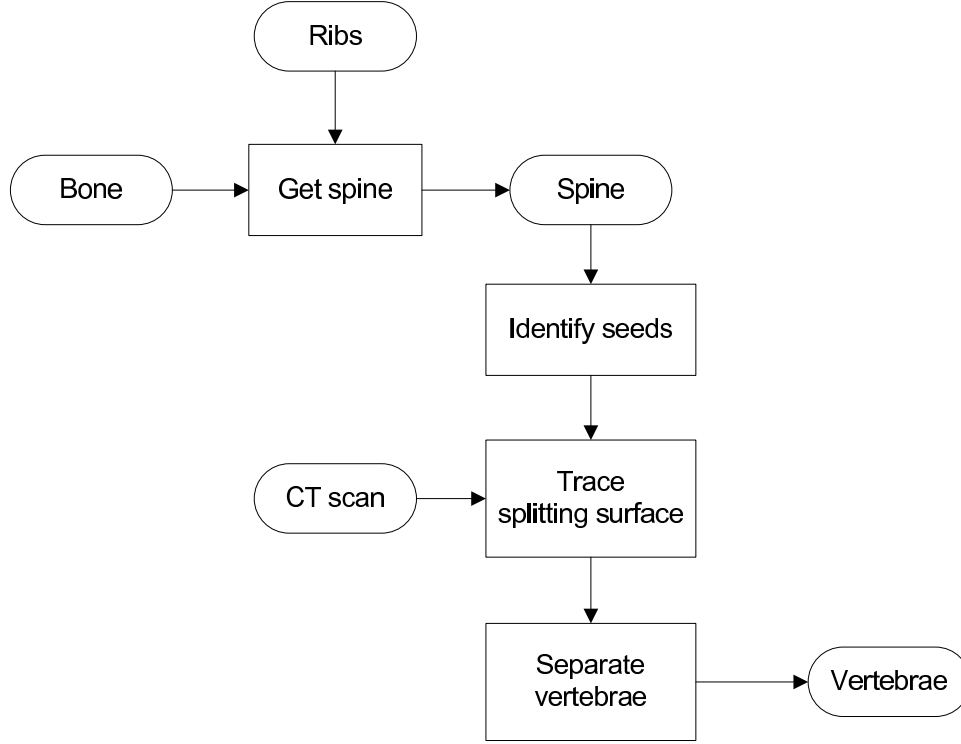 Ribs
Bone
Get spine
Spine
Identify seeds
CT scan
Trace
splitting surface
Separate
vertebrae
Vertebrae